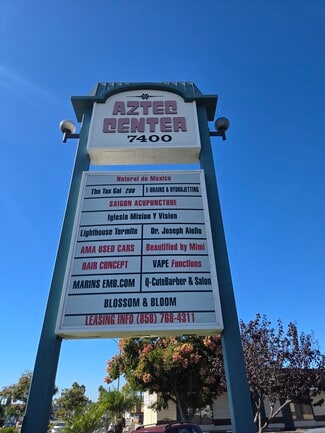 AZTEC
CENTER
7400
Natural de Mexico
The Tax Gal 200
E-DRAINS & HYDROJETTING
SAIGON ACUPUNCTURE
Iglesia Mision Y Vision
Lighthouse Termite
Dr. Joseph Aiello
AMA USED CARS
Beautified by Mimi
HAIR CONCEPT
VAPE Functions
MARINS EMB.COM
Q-CuteBarber & Salon
BLOSSOM & BLOOM
LEASING INFO (858) 768-4311